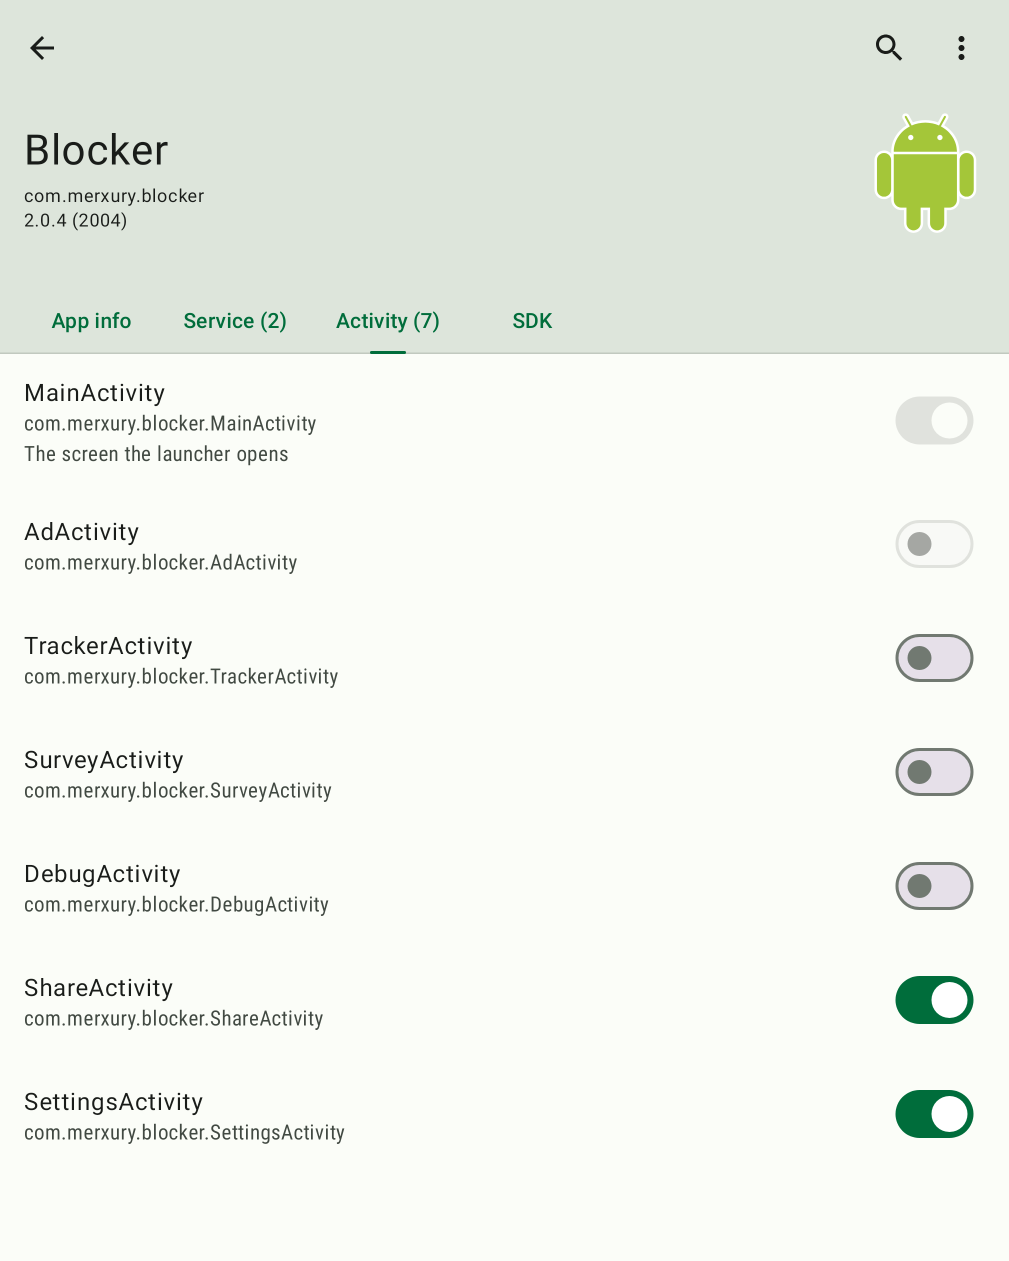 Blocker
com.merxury.blocker
2.0.4 (2004)
App info
Service (2)
Activity (7)
SDK
MainActivity
com.merxury.blocker.MainActivity
The screen the launcher opens
AdActivity
com.merxury.blocker.AdActivity
TrackerActivity
com.merxury.blocker.TrackerActivity
SurveyActivity
com.merxury.blocker.SurveyActivity
DebugActivity
com.merxury.blocker.DebugActivity
ShareActivity
com.merxury.blocker.ShareActivity
SettingsActivity
com.merxury.blocker.SettingsActivity